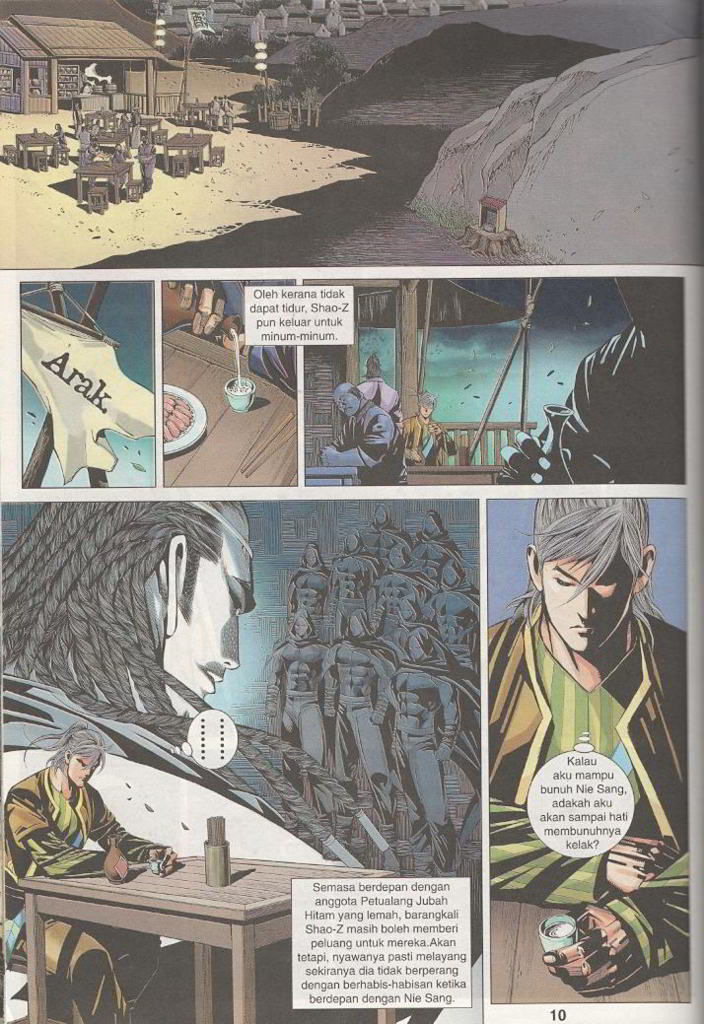 Arak
Oleh kerana tidak
dapat tidur, Shao-Z
pun keluar untuk
minum-minum.
Semasa berdepan dengan
anggota Petualang Jubah
Hitam yang lemah, barangkali
Shao-Z masih boleh memberi
peluang untuk mereka.Akan
tetapi, nyawanya pasti melayang
sekiranya dia tidak berperang
dengan berhabis-habisan ketika
berdepan dengan Nie Sang.
Kalau
aku mampu
bunuh Nie Sang,
adakah aku
akan sampai hati
membunuhnya
kelak?
10